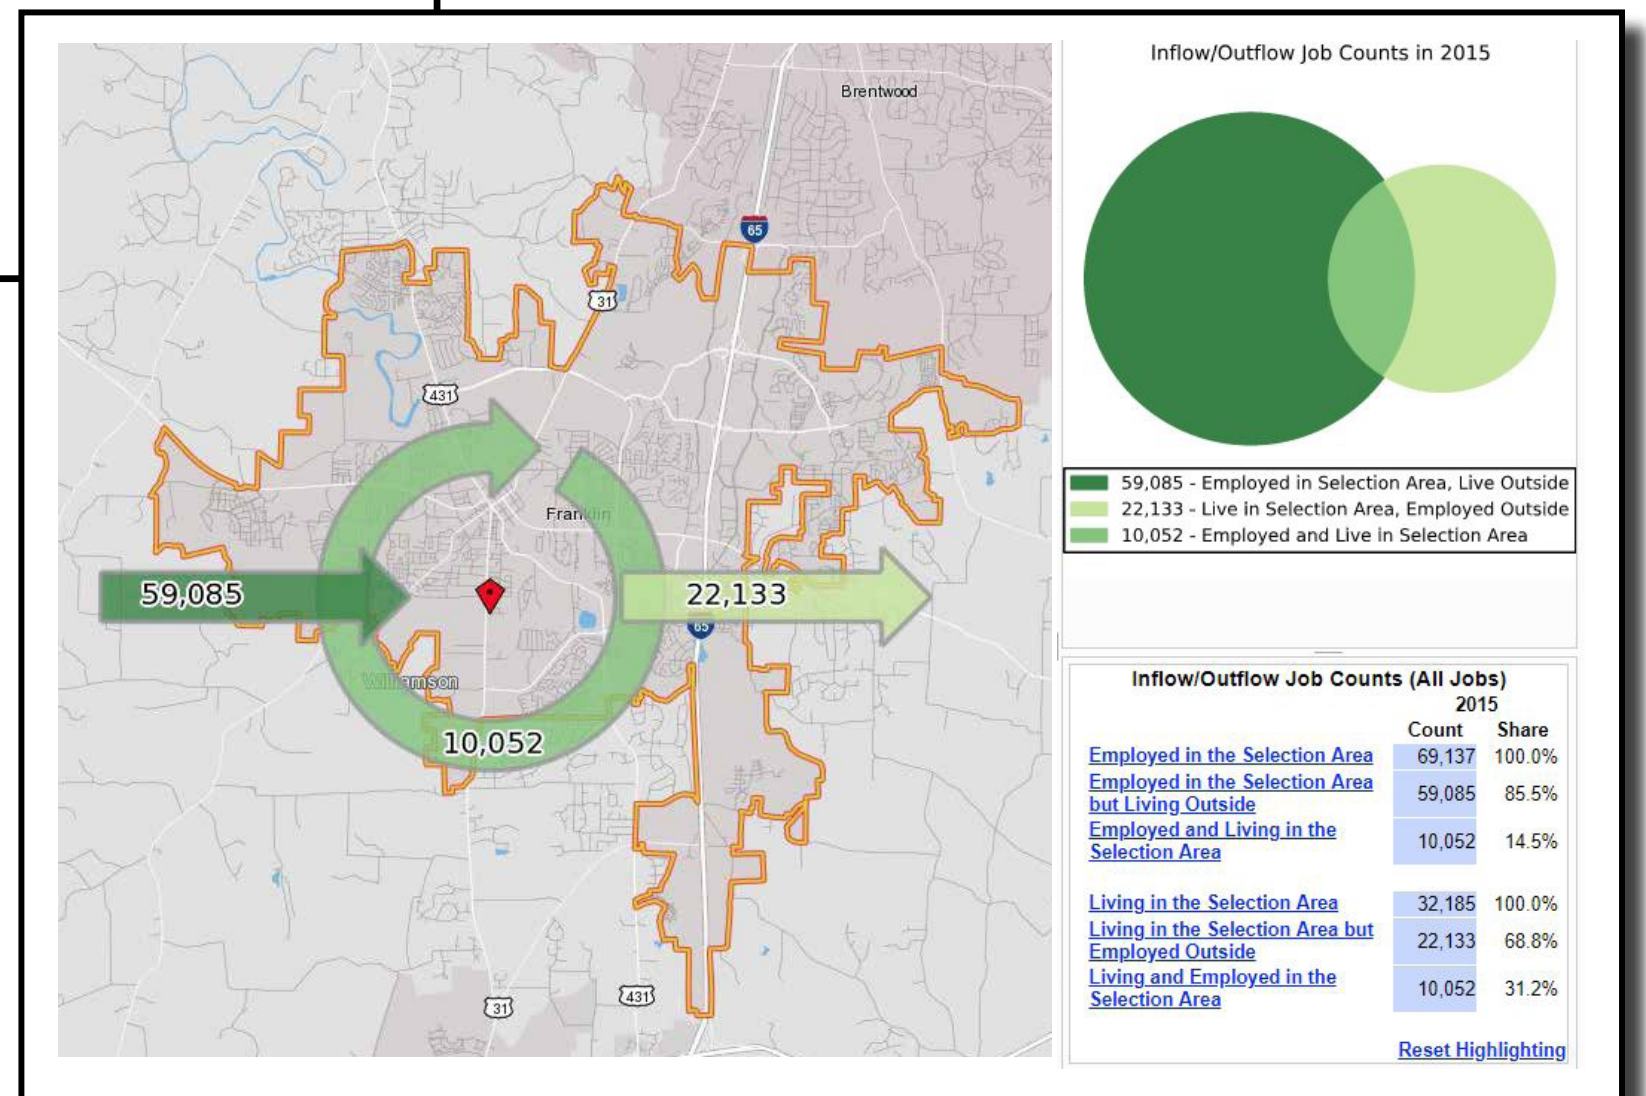 Brentwood
65
31
431
Franklin
59,085
22,133
65
Williamson
10,052
431
31
Inflow/Outflow Job Counts in 2015
59,085 - Employed in Selection Area, Live Outside
22,133 - Live in Selection Area, Employed Outside
10,052 - Employed and Live in Selection Area
Inflow/Outflow Job Counts (All Jobs)
2015
Count Share
Employed in the Selection Area 69,137 100.0%
Employed in the Selection Area
but Living Outside 59,085 85.5%
Employed and Living in the
Selection Area 10,052 14.5%
Living in the Selection Area 32,185 100.0%
Living in the Selection Area but
Employed Outside 22,133 68.8%
Living and Employed in the
Selection Area 10,052 31.2%
Reset Highlighting